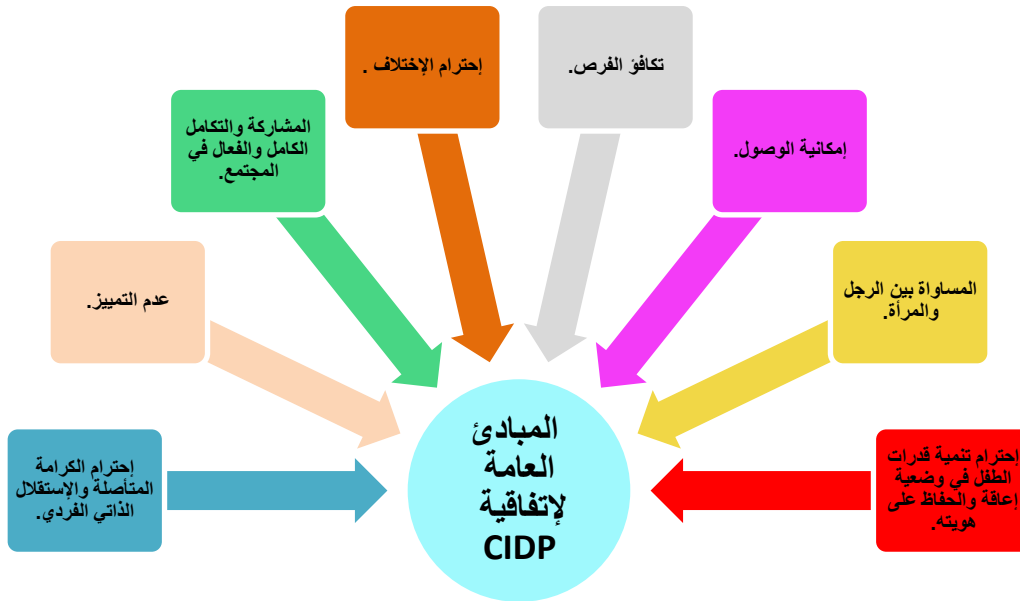 إحترام الإختلاف .
تكافؤ الفرص.
المشاركة والتكامل
الكامل والفعال في
المجتمع.
إمكانية الوصول.
عدم التمييز.
المساواة بين الرجل
والمرأة.
إحترام الكرامة
المتأصلة والإستقلال
الذاتي الفردي.
المبادئ
العامة
لإتفاقية
CIDP
إحترام تنمية قدرات
الطفل في وضعية
إعاقة والحفاظ على
هويته.